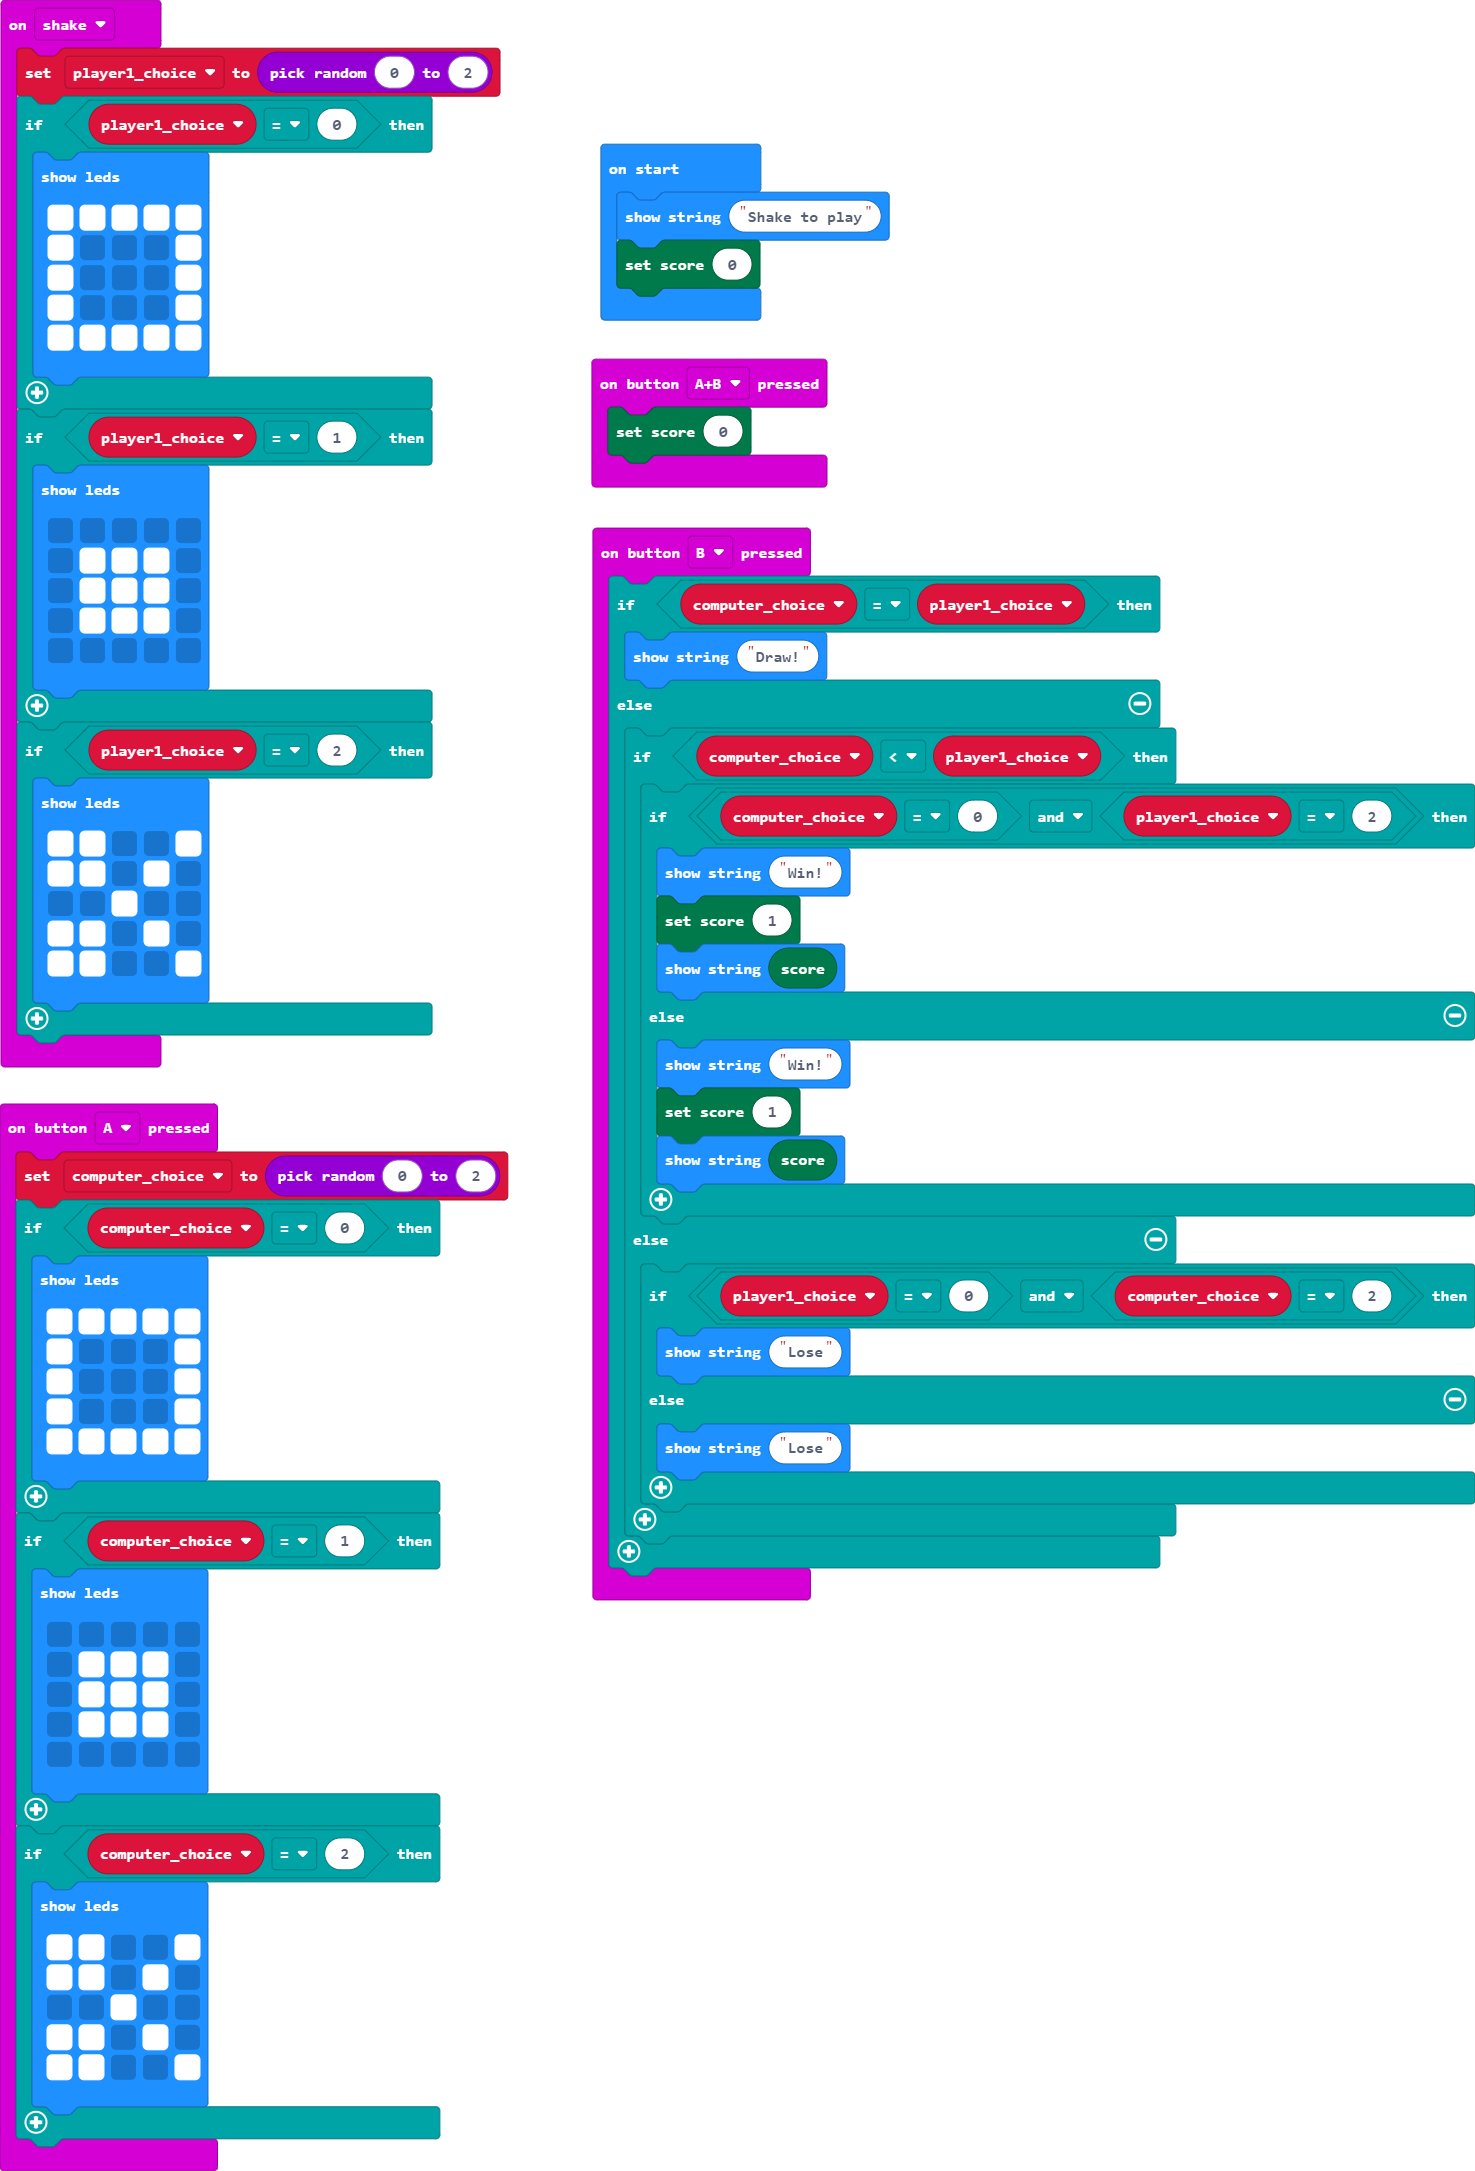 on shake
set player1_choice to pick random 0 to 2
if player1_choice = 0 then
show leds
if player1_choice = 1 then
show leds
if player1_choice = 2 then
show leds
on button A pressed
set computer_choice to pick random 0 to 2
if computer_choice = 0 then
show leds
if computer_choice = 1 then
show leds
if computer_choice = 2 then
show leds
on start
show string "Shake to play"
set score 0
on button A+B pressed
set score 0
on button B pressed
if computer_choice = player1_choice then
show string "Draw!"
else
if computer_choice < player1_choice then
if computer_choice = 0 and player1_choice = 2 then
show string "Win!"
set score 1
show string score
else
show string "Win!"
set score 1
show string score
else
if player1_choice = 0 and computer_choice = 2 then
show string "Lose"
else
show string "Lose"